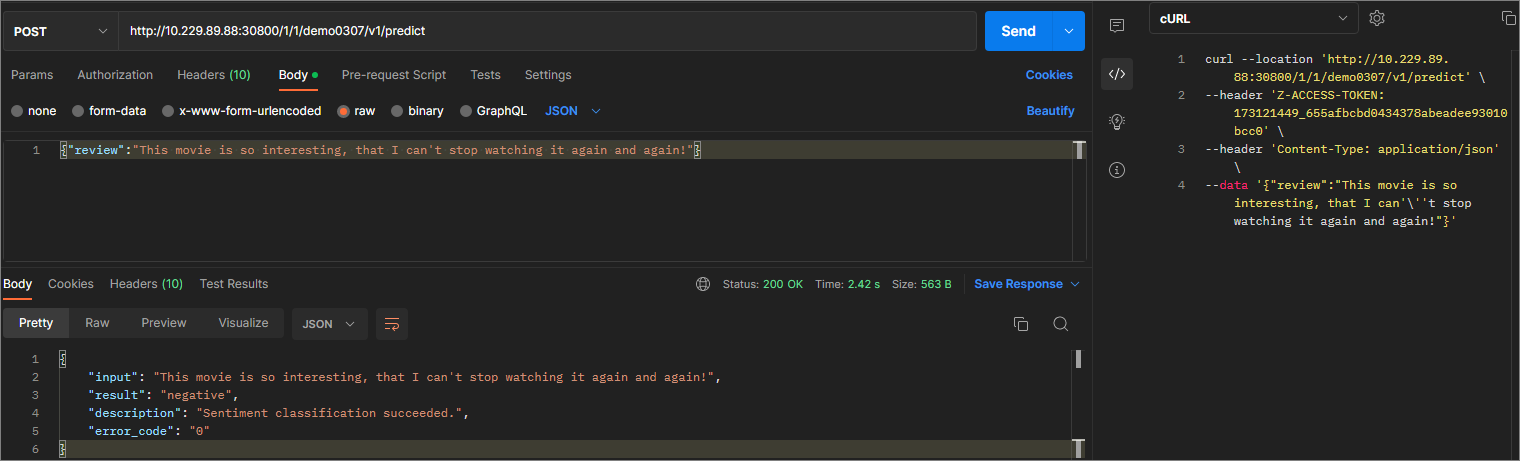 POST
http://10.229.89.88:30800/1/1/demo0307/v1/predict
Send
Params Authorization Headers (10) Body Pre-request Script Tests Settings Cookies
none form-data x-www-form-urlencoded raw binary GraphQL JSON Beautify
1 {"review":"This movie is so interesting, that I can't stop watching it again and again!"}
Body Cookies Headers (10) Test Results Status: 200 OK Time: 2.42 s Size: 563 B Save Response
Pretty Raw Preview Visualize JSON
1 {
2 "input": "This movie is so interesting, that I can't stop watching it again and again!",
3 "result": "negative",
4 "description": "Sentiment classification succeeded.",
5 "error_code": "0"
6 }
cURL
1 curl --location 'http://10.229.89.
88:30800/1/1/demo0307/v1/predict' \
2 --header 'Z-ACCESS-TOKEN:
173121449_655afbcbd0434378abeadee93010
bcc0' \
3 --header 'Content-Type: application/json'
\
4 --data '{"review":"This movie is so
interesting, that I can'\''t stop
watching it again and again!"}'